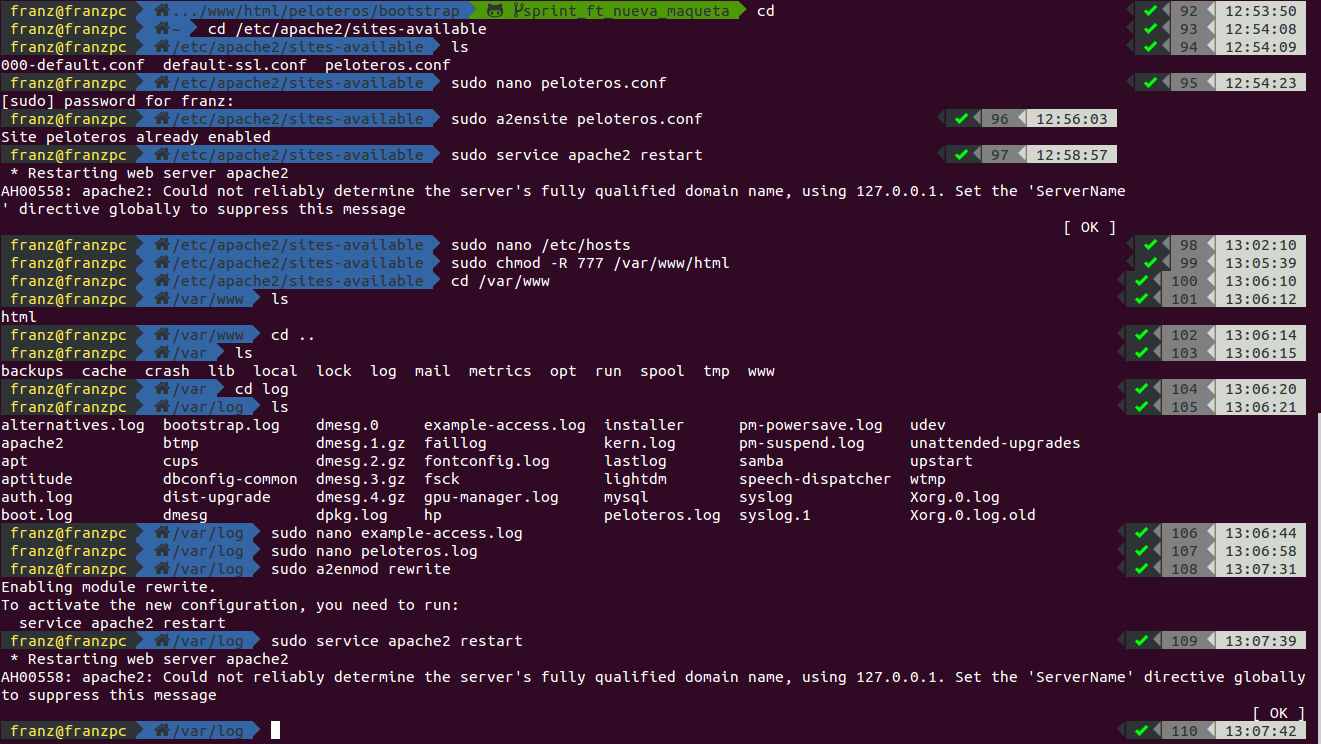 franz@franzpc .../www/html/peloteros/bootstrap sprint_ft_nueva_maqueta cd 92 12:53:50
franz@franzpc ~ cd /etc/apache2/sites-available 93 12:54:08
franz@franzpc /etc/apache2/sites-available ls 94 12:54:09
000-default.conf default-ssl.conf peloteros.conf
franz@franzpc /etc/apache2/sites-available sudo nano peloteros.conf 95 12:54:23
[sudo] password for franz:
franz@franzpc /etc/apache2/sites-available sudo a2ensite peloteros.conf 96 12:56:03
Site peloteros already enabled
franz@franzpc /etc/apache2/sites-available sudo service apache2 restart 97 12:58:57
* Restarting web server apache2
AH00558: apache2: Could not reliably determine the server's fully qualified domain name, using 127.0.0.1. Set the 'ServerName
' directive globally to suppress this message
[ OK ]
franz@franzpc /etc/apache2/sites-available sudo nano /etc/hosts 98 13:02:10
franz@franzpc /etc/apache2/sites-available sudo chmod -R 777 /var/www/html 99 13:05:39
franz@franzpc /etc/apache2/sites-available cd /var/www 100 13:06:10
franz@franzpc /var/www ls 101 13:06:12
html
franz@franzpc /var/www cd .. 102 13:06:14
franz@franzpc /var ls 103 13:06:15
backups cache crash lib local lock log mail metrics opt run spool tmp www
franz@franzpc /var cd log 104 13:06:20
franz@franzpc /var/log ls 105 13:06:21
alternatives.log bootstrap.log dmesg.0 example-access.log installer pm-powersave.log udev
apache2 btmp dmesg.1.gz faillog kern.log pm-suspend.log unattended-upgrades
apt cups dmesg.2.gz fontconfig.log lastlog samba upstart
aptitude dbconfig-common dmesg.3.gz fsck lightdm speech-dispatcher wtmp
auth.log dist-upgrade dmesg.4.gz gpu-manager.log mysql syslog Xorg.0.log
boot.log dmesg dpkg.log hp peloteros.log syslog.1 Xorg.0.log.old
franz@franzpc /var/log sudo nano example-access.log 106 13:06:44
franz@franzpc /var/log sudo nano peloteros.log 107 13:06:58
franz@franzpc /var/log sudo a2enmod rewrite 108 13:07:31
Enabling module rewrite.
To activate the new configuration, you need to run:
service apache2 restart
franz@franzpc /var/log sudo service apache2 restart 109 13:07:39
* Restarting web server apache2
AH00558: apache2: Could not reliably determine the server's fully qualified domain name, using 127.0.0.1. Set the 'ServerName' directive globally
to suppress this message
[ OK ]
franz@franzpc /var/log 110 13:07:42